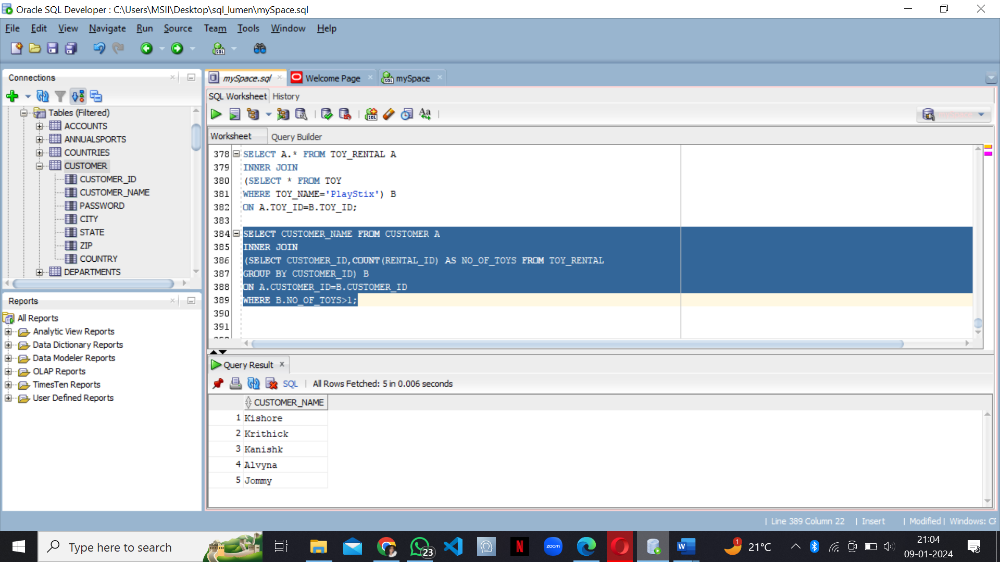 Oracle SQL Developer : C:\Users\MSII\Desktop\sql_lumen\mySpace.sql
File Edit View Navigate Run Source Team Tools Window Help
Connections
Tables (Filtered)
ACCOUNTS
ANNUALSPORTS
COUNTRIES
CUSTOMER
CUSTOMER_ID
CUSTOMER_NAME
PASSWORD
CITY
STATE
ZIP
COUNTRY
DEPARTMENTS
Reports
All Reports
Analytic View Reports
Data Dictionary Reports
Data Modeler Reports
OLAP Reports
TimesTen Reports
User Defined Reports
mySpace.sql Welcome Page mySpace
SQL Worksheet History
Worksheet Query Builder
378 SELECT A.* FROM TOY_RENTAL A
379 INNER JOIN
380 (SELECT * FROM TOY
381 WHERE TOY_NAME='PlayStix') B
382 ON A.TOY_ID=B.TOY_ID;
383
384 SELECT CUSTOMER_NAME FROM CUSTOMER A
385 INNER JOIN
386 (SELECT CUSTOMER_ID,COUNT(RENTAL_ID) AS NO_OF_TOYS FROM TOY_RENTAL
387 GROUP BY CUSTOMER_ID) B
388 ON A.CUSTOMER_ID=B.CUSTOMER_ID
389 WHERE B.NO_OF_TOYS>1;
390
391
Query Result
SQL | All Rows Fetched: 5 in 0.006 seconds
CUSTOMER_NAME
1 Kishore
2 Krithick
3 Kanishk
4 Alvyna
5 Jommy
| Line 389 Column 22 | Insert | Modified | Windows: CF
Type here to search
23
zoom
1
21°C
21:04
09-01-2024